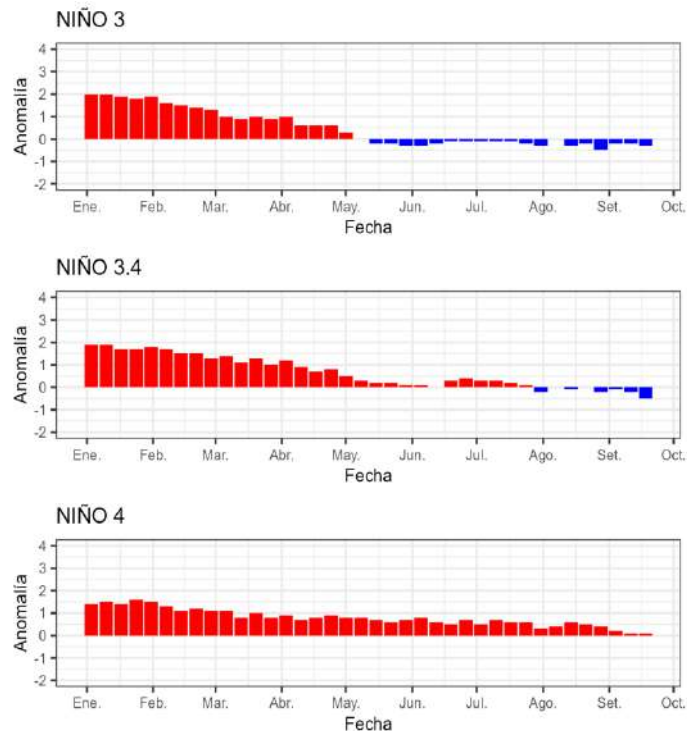 NIÑO 3
4
3
2
1
0
-1
-2
Anomalía
Ene. Feb. Mar. Abr. May. Jun. Jul. Ago. Set. Oct.
Fecha
NIÑO 3.4
4
3
2
1
0
-1
-2
Anomalía
Ene. Feb. Mar. Abr. May. Jun. Jul. Ago. Set. Oct.
Fecha
NIÑO 4
4
3
2
1
0
-1
-2
Anomalía
Ene. Feb. Mar. Abr. May. Jun. Jul. Ago. Set. Oct.
Fecha